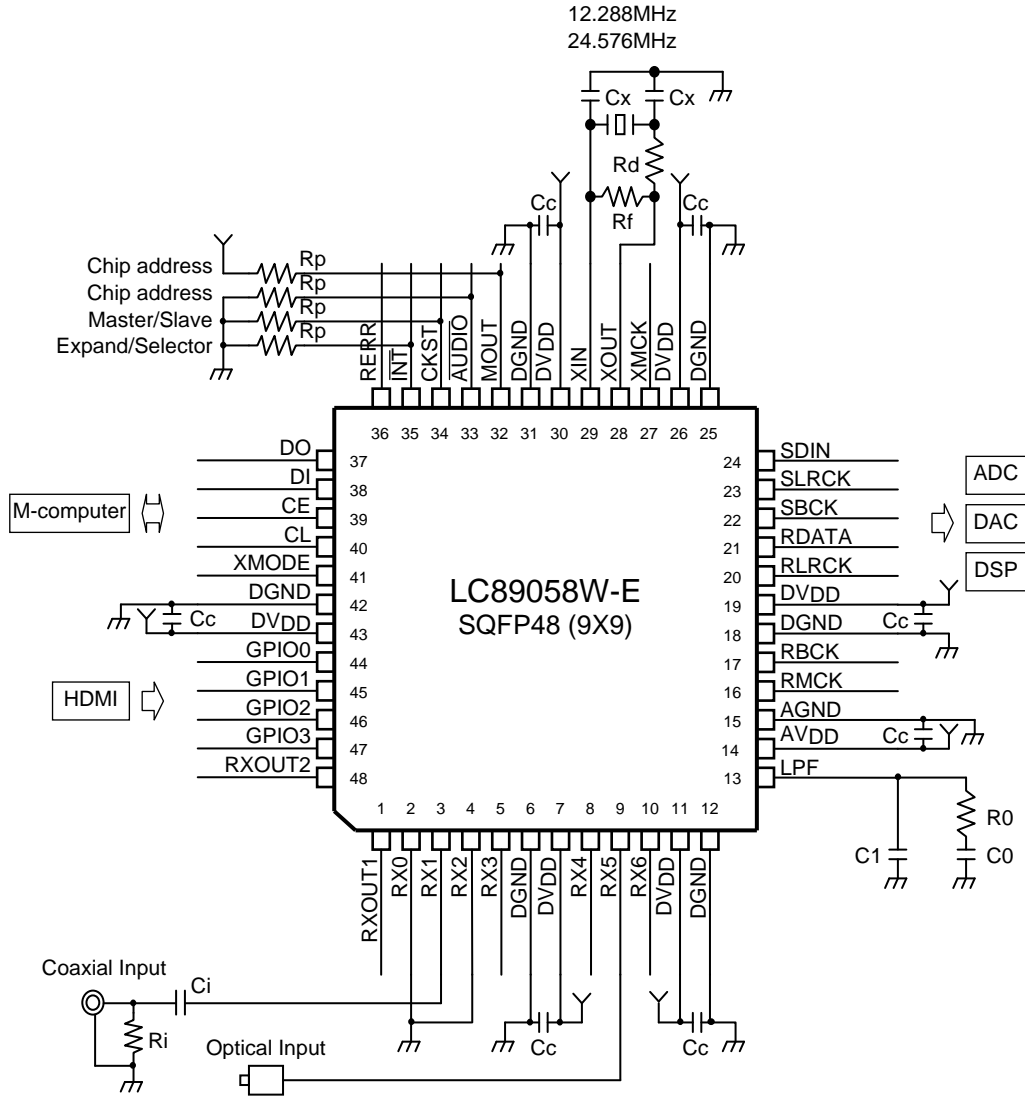 12.288MHz
24.576MHz
Cx
Cx
Rd
Rf
Cc
Cc
Chip address
Rp
Chip address
Rp
Master/Slave
Rp
Expand/Selector
Rp
RERR
INT
CKST
AUDIO
MOUT
DGND
DVDD
XIN
XOUT
XMCK
DVDD
DGND
36 35 34 33 32 31 30 29 28 27 26 25
DO
37
DI
38
CE
39
CL
40
XMODE
41
DGND
42
DVDD
43
GPIO0
44
GPIO1
45
GPIO2
46
GPIO3
47
RXOUT2
48
M-computer
Cc
HDMI
LC89058W-E
SQFP48 (9X9)
24
SDIN
23
SLRCK
22
SBCK
21
RDATA
20
RLRCK
19
DVDD
18
DGND
17
RBCK
16
RMCK
15
AGND
14
AVDD
13
LPF
ADC
DAC
DSP
Cc
Cc
R0
C1
C0
1 2 3 4 5 6 7 8 9 10 11 12
RXOUT1
RX0
RX1
RX2
RX3
DGND
DVDD
RX4
RX5
RX6
DVDD
DGND
Coaxial Input
Ci
Ri
Optical Input
Cc
Cc